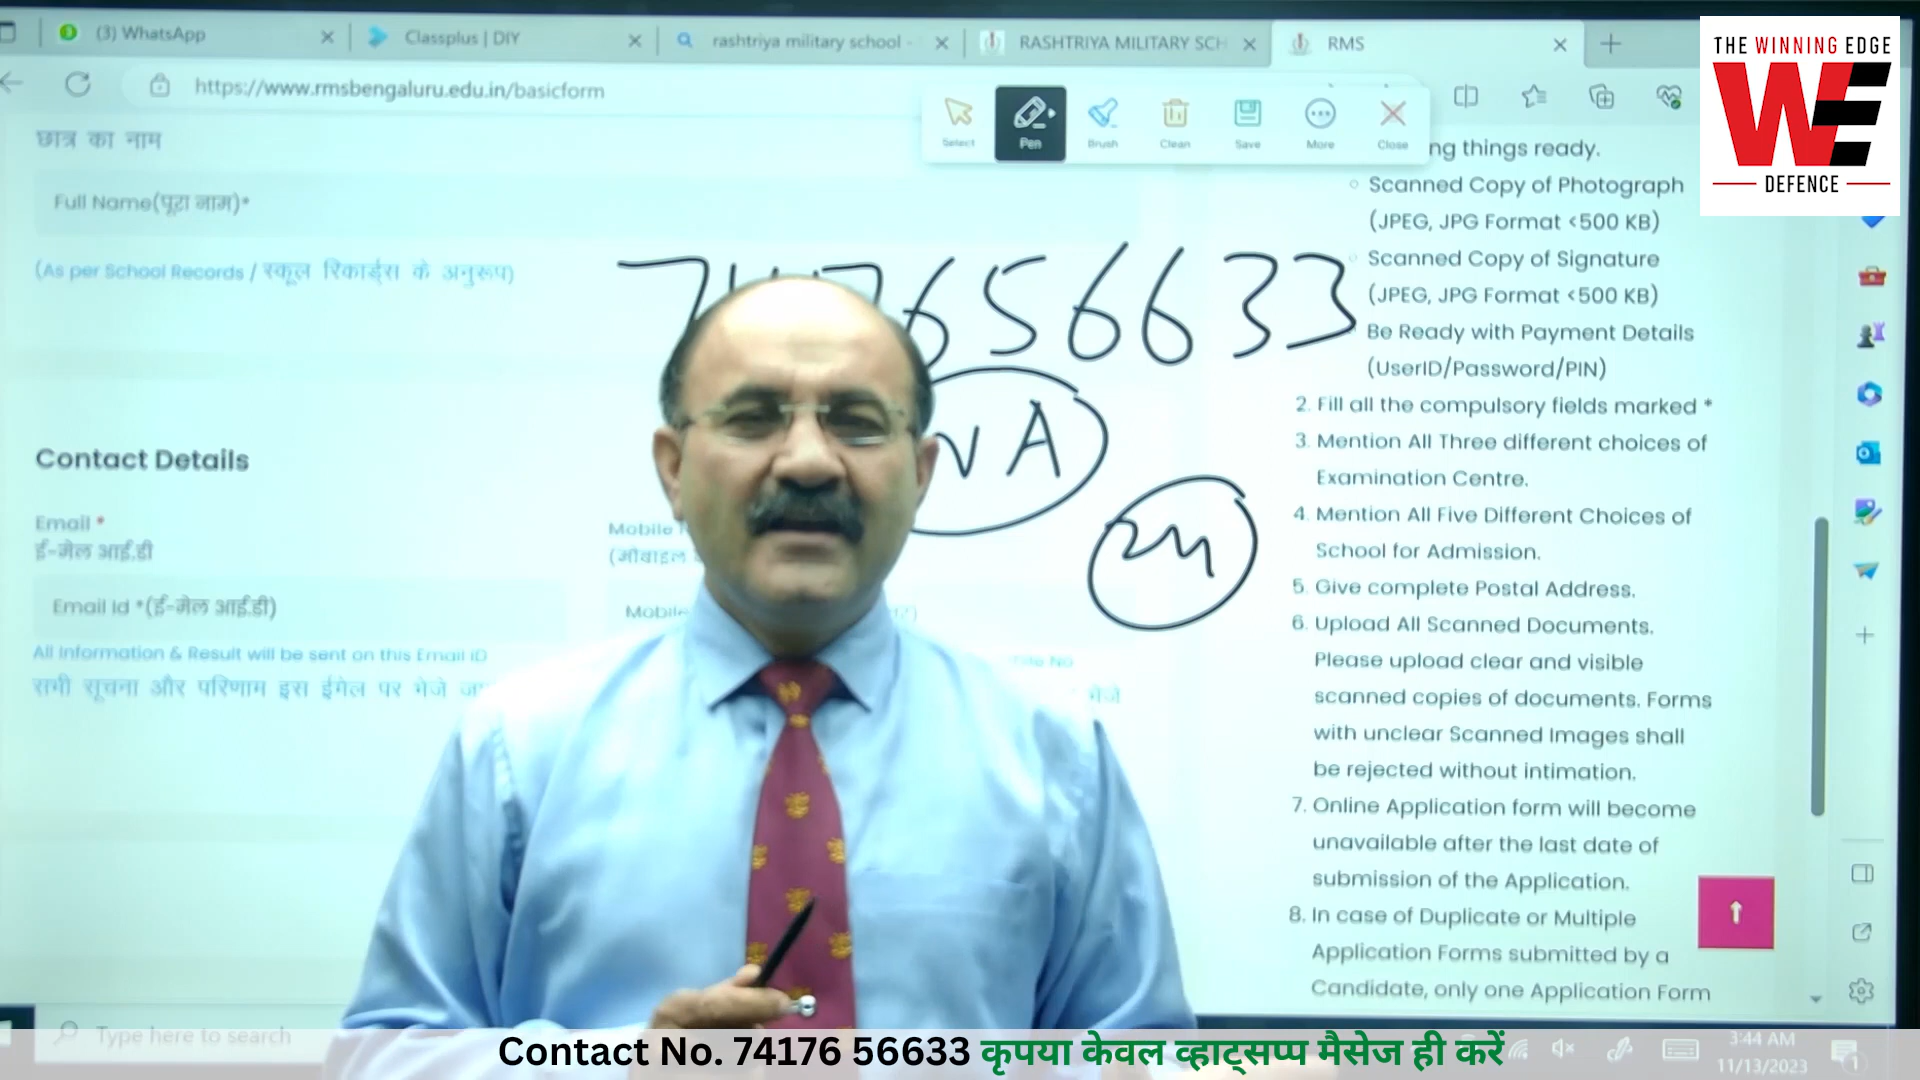 (3) WhatsApp
Classplus | DIY
rashtriya military school -
RASHTRIYA MILITARY SCH
RMS
https://www.rmsbengaluru.edu.in/basicform
Select
Pen
Brush
Clean
Save
More
Close
THE WINNING EDGE
WE
DEFENCE
छात्र का नाम
Full Name(पूरा नाम)*
(As per School Records / स्कूल रिकार्ड्स के अनुरूप)
656633
A
24
Contact Details
Email *
ई-मेल आई.डी
Email Id *(ई-मेल आई.डी)
All Information & Result will be sent on this Email ID
सभी सूचना और परिणाम इस ईमेल पर भेजे
Mobile
(मोबाइल
Mobile
No
भेजे
ng things ready.
Scanned Copy of Photograph
(JPEG, JPG Format <500 KB)
Scanned Copy of Signature
(JPEG, JPG Format <500 KB)
Be Ready with Payment Details
(UserID/Password/PIN)
2. Fill all the compulsory fields marked *
3. Mention All Three different choices of
Examination Centre.
4. Mention All Five Different Choices of
School for Admission.
5. Give complete Postal Address.
6. Upload All Scanned Documents.
Please upload clear and visible
scanned copies of documents. Forms
with unclear Scanned Images shall
be rejected without intimation.
7. Online Application form will become
unavailable after the last date of
submission of the Application.
8. In case of Duplicate or Multiple
Application Forms submitted by a
Candidate, only one Application Form
Type here to search
3:44 AM
11/13/2023
Contact No. 74176 56633 कृपया केवल व्हाट्सप्प मैसेज ही करें